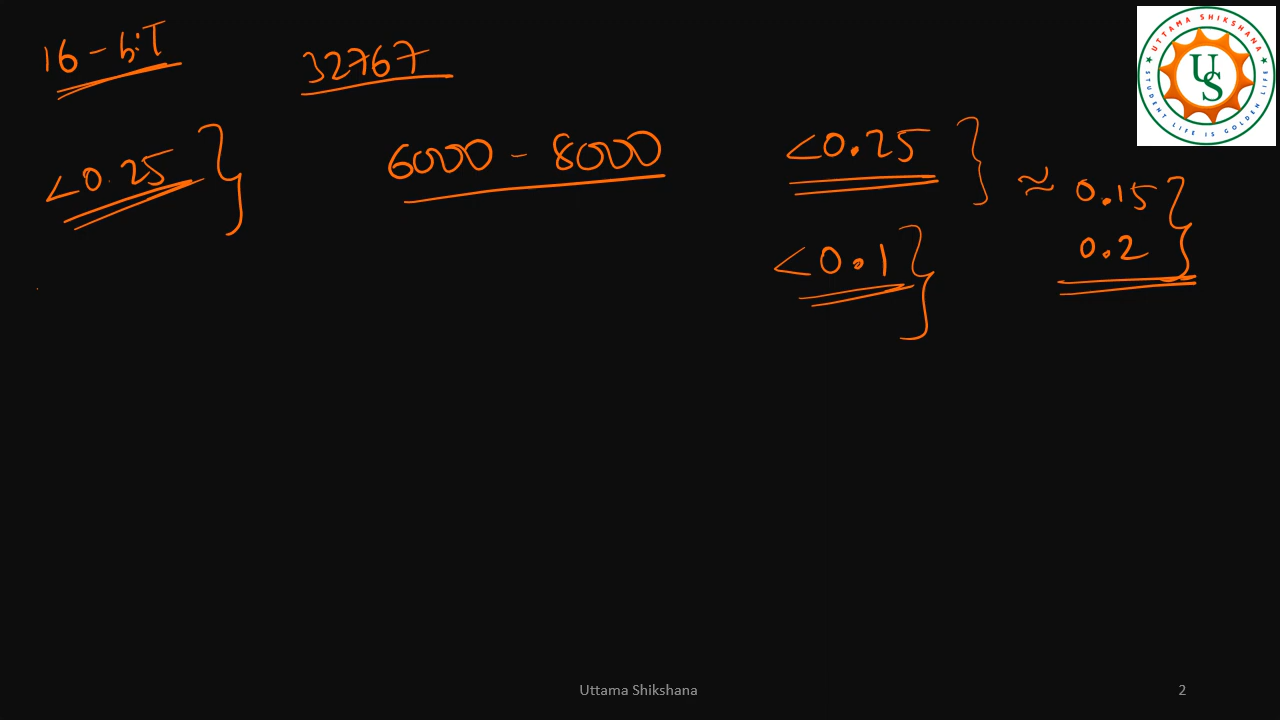 16-bit
32767
<0.25
6000 - 8000
<0.25
≈ 0.15
0.2
<0.1
UTTAMA SHIKSHANA
US
STUDENT LIFE IS GOLDEN LIFE
Uttama Shikshana
2